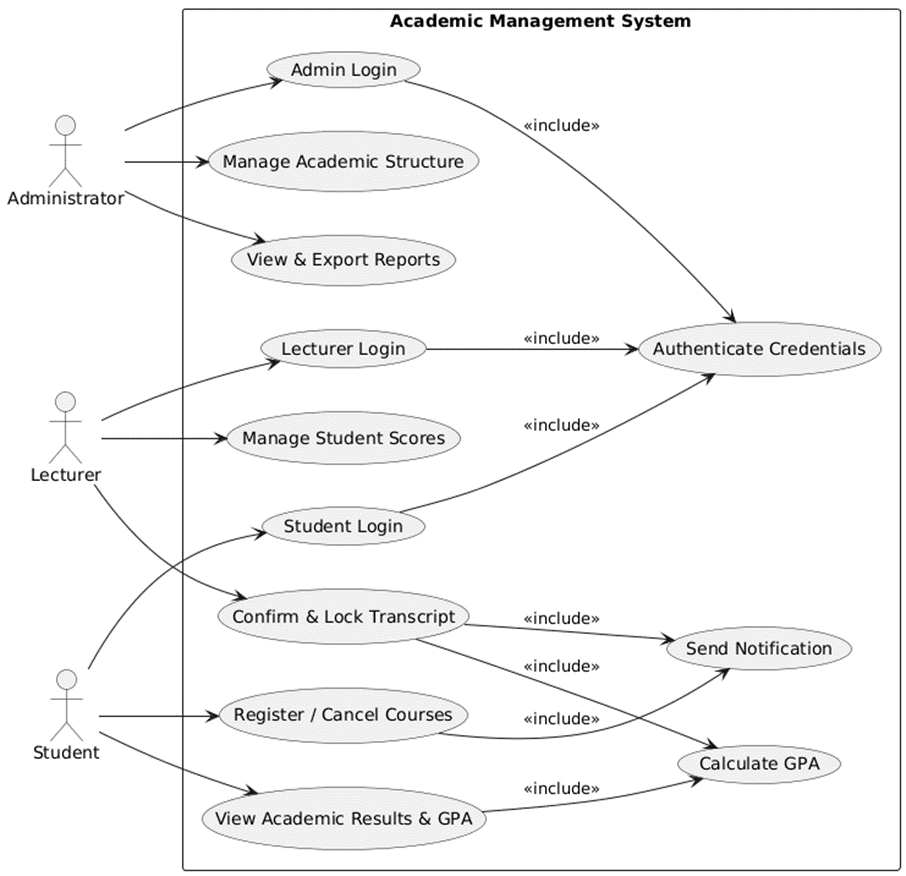 Academic Management System
Admin Login
«include»
Manage Academic Structure
Administrator
View & Export Reports
Lecturer Login
«include»
Authenticate Credentials
«include»
Manage Student Scores
Lecturer
Student Login
Confirm & Lock Transcript
«include»
Send Notification
«include»
Register / Cancel Courses
«include»
Student
Calculate GPA
«include»
View Academic Results & GPA